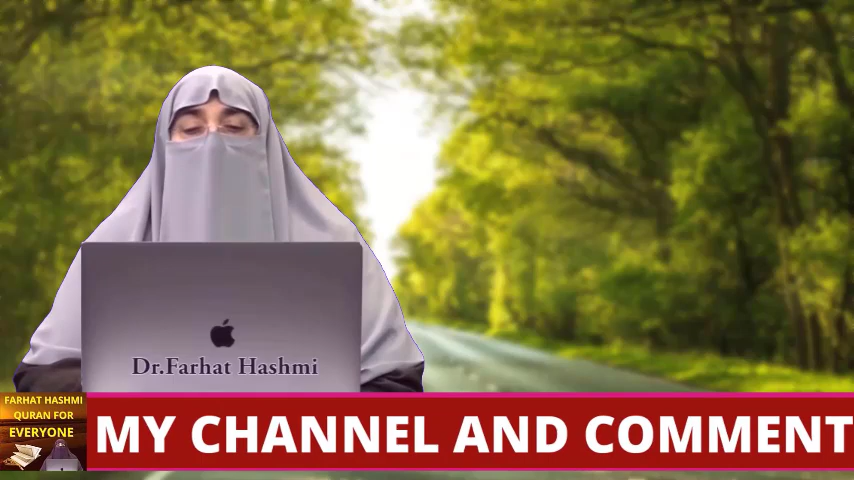 Dr.Farhat Hashmi
FARHAT HASHMI
QURAN FOR
EVERYONE
MY CHANNEL AND COMMENT